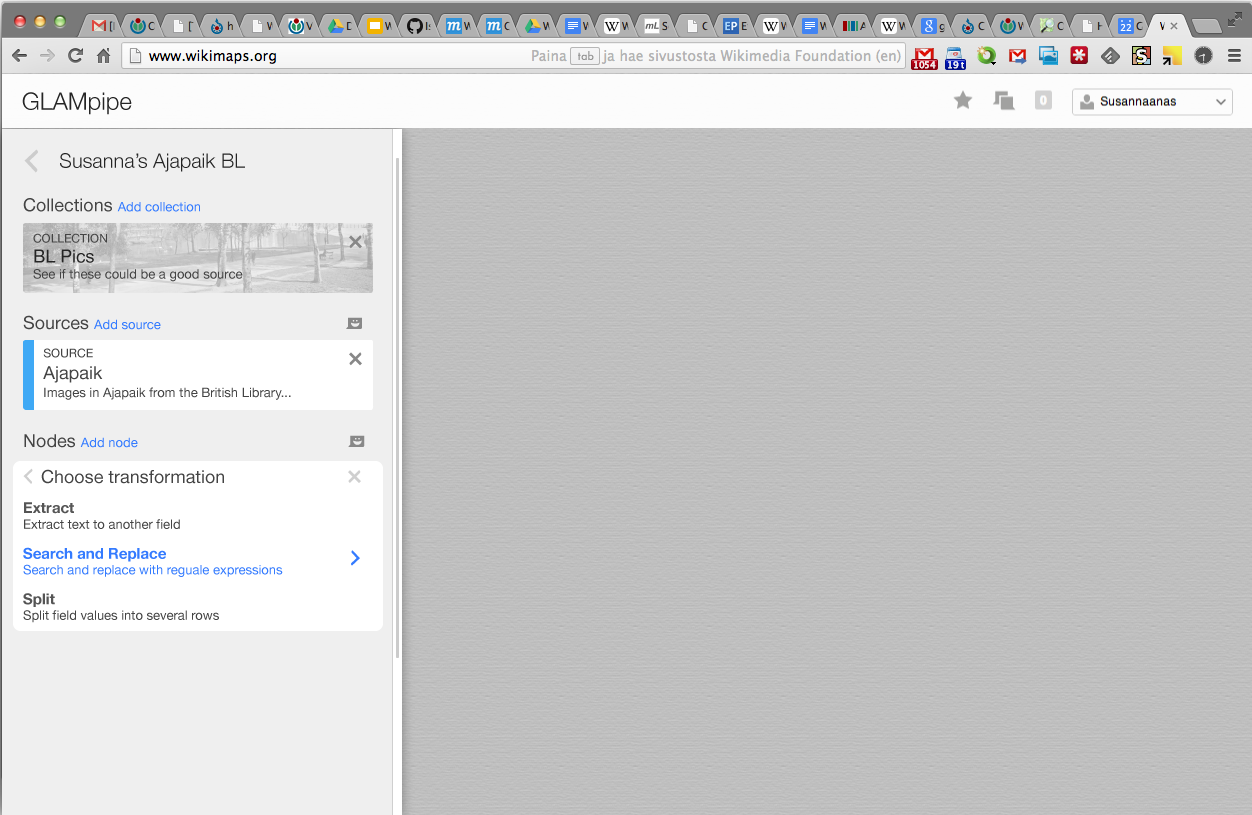 www.wikimaps.org
Paina tab ja hae sivustosta Wikimedia Foundation (en)
1054
19 t
GLAMpipe
0
Susannaanas
Susanna’s Ajapaik BL
Collections Add collection
COLLECTION
BL Pics
See if these could be a good source
Sources Add source
SOURCE
Ajapaik
Images in Ajapaik from the British Library...
Nodes Add node
Choose transformation
Extract
Extract text to another field
Search and Replace
Search and replace with reguale expressions
Split
Split field values into several rows